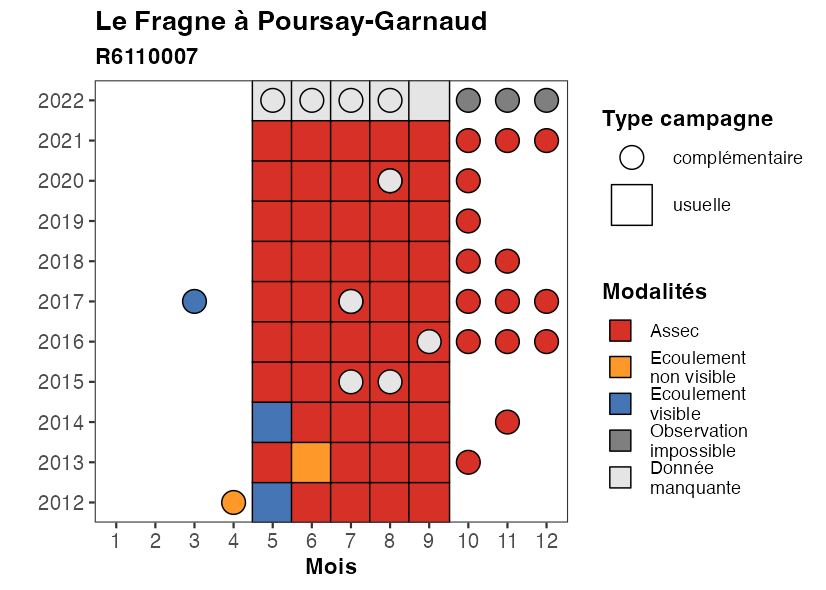 Le Fragne à Poursay-Garnaud
R6110007
2022
2021
2020
2019
2018
2017
2016
2015
2014
2013
2012
1 2 3 4 5 6 7 8 9 10 11 12
Mois
Type campagne
complémentaire
usuelle
Modalités
Assec
Ecoulement
non visible
Ecoulement
visible
Observation
impossible
Donnée
manquante